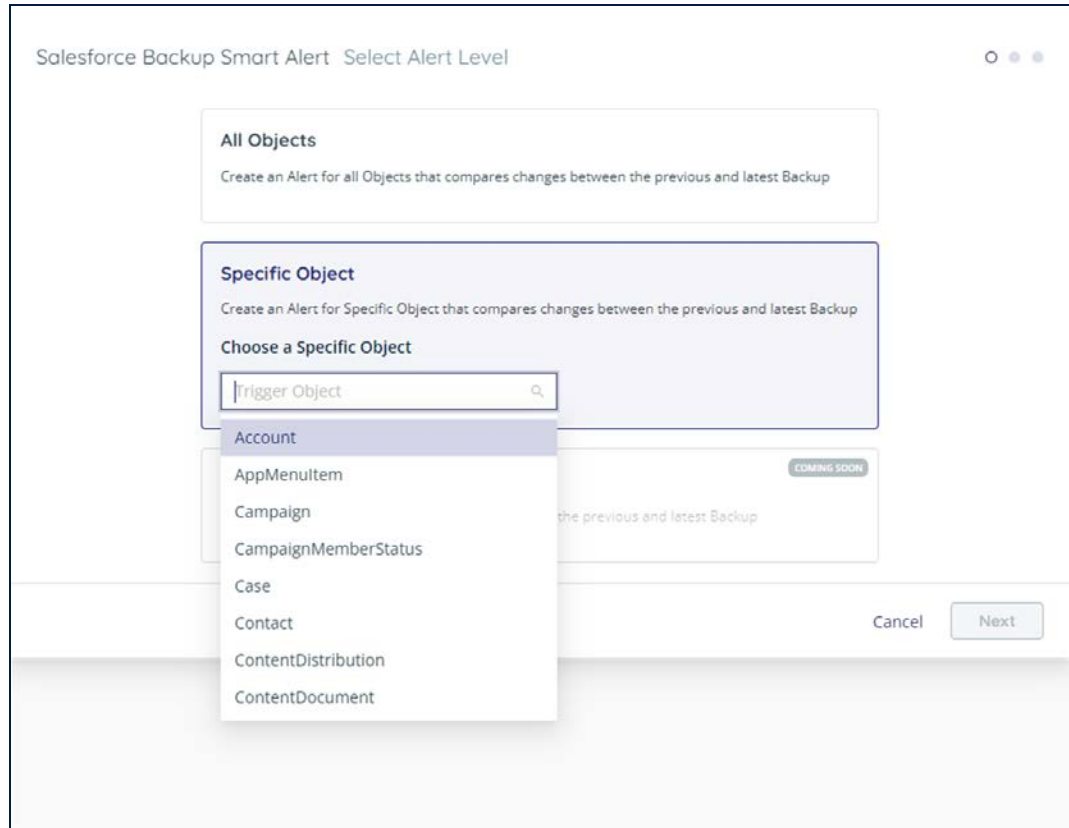 Salesforce Backup Smart Alert Select Alert Level
All Objects
Create an Alert for all Objects that compares changes between the previous and latest Backup
Specific Object
Create an Alert for Specific Object that compares changes between the previous and latest Backup
Choose a Specific Object
Trigger Object
Account
AppMenuItem
COMING SOON
Campaign
the previous and latest Backup
CampaignMemberStatus
Case
Contact
Cancel Next
ContentDistribution
ContentDocument